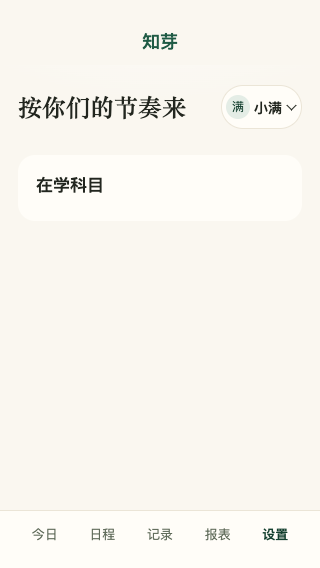 知芽
按你们的节奏来
满 小满
在学科目
今日 日程 记录 报表 设置